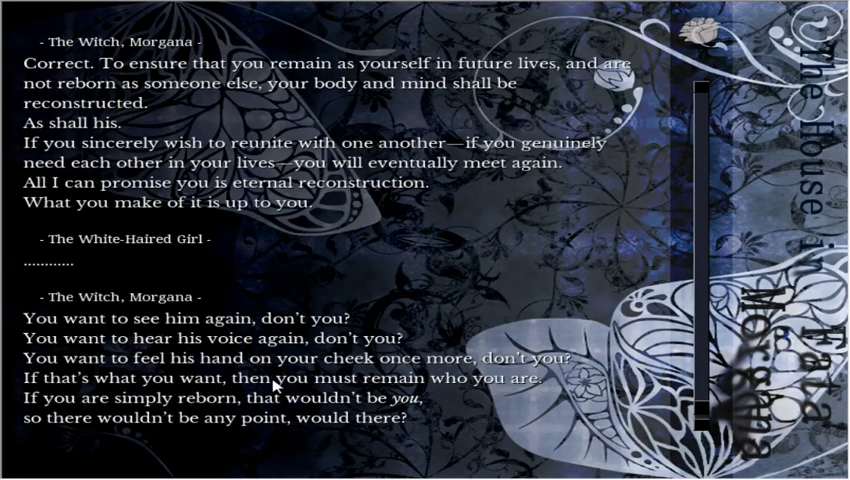 - The Witch, Morgana -
Correct. To ensure that you remain as yourself in future lives, and are
not reborn as someone else, your body and mind shall be
reconstructed.
As shall his.
If you sincerely wish to reunite with one another—if you genuinely
need each other in your lives—you will eventually meet again.
All I can promise you is eternal reconstruction.
What you make of it is up to you.
- The White-Haired Girl -
............
- The Witch, Morgana -
You want to see him again, don't you?
You want to hear his voice again, don't you?
You want to feel his hand on your cheek once more, don't you?
If that's what you want, then you must remain who you are.
If you are simply reborn, that wouldn't be you,
so there wouldn't be any point, would there?
The House in
Fata
Morgana